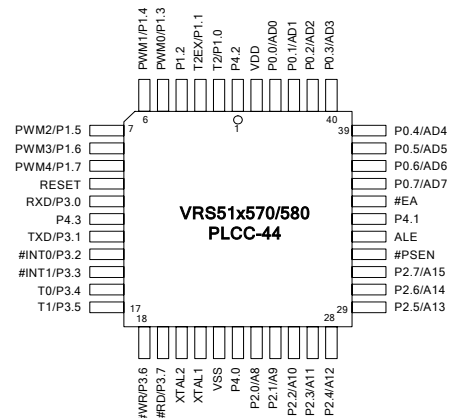 PWM1/P1.4
PWM0/P1.3
P1.2
T2EX/P1.1
T2/P1.0
P4.2
VDD
P0.0/AD0
P0.1/AD1
P0.2/AD2
P0.3/AD3
6
1
40
7
39
PWM2/P1.5
PWM3/P1.6
PWM4/P1.7
RESET
RXD/P3.0
P4.3
TXD/P3.1
#INT0/P3.2
#INT1/P3.3
T0/P3.4
T1/P3.5
VRS51x570/580
PLCC-44
P0.4/AD4
P0.5/AD5
P0.6/AD6
P0.7/AD7
#EA
P4.1
ALE
#PSEN
P2.7/A15
P2.6/A14
P2.5/A13
17
29
18
28
#WR/P3.6
#RD/P3.7
XTAL2
XTAL1
VSS
P4.0
P2.0/A8
P2.1/A9
P2.2/A10
P2.3/A11
P2.4/A12